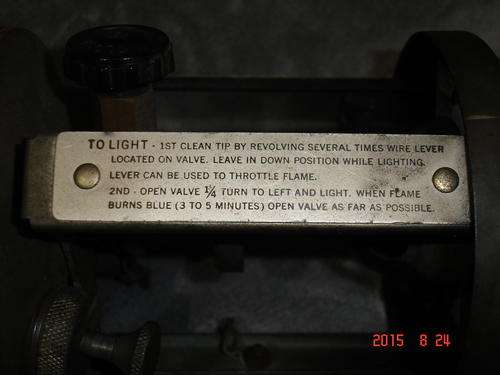 TO LIGHT - 1ST CLEAN TIP BY REVOLVING SEVERAL TIMES WIRE LEVER
LOCATED ON VALVE. LEAVE IN DOWN POSITION WHILE LIGHTING.
LEVER CAN BE USED TO THROTTLE FLAME.
2ND - OPEN VALVE 1/4 TURN TO LEFT AND LIGHT. WHEN FLAME
BURNS BLUE (3 TO 5 MINUTES) OPEN VALVE AS FAR AS POSSIBLE.
2015 8 24